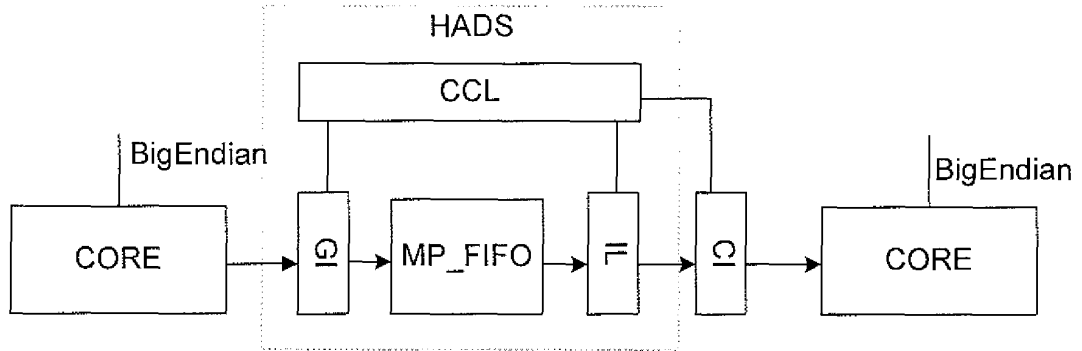 HADS
CCL
BigEndian
BigEndian
CORE
GI
MP_FIFO
IL
CI
CORE